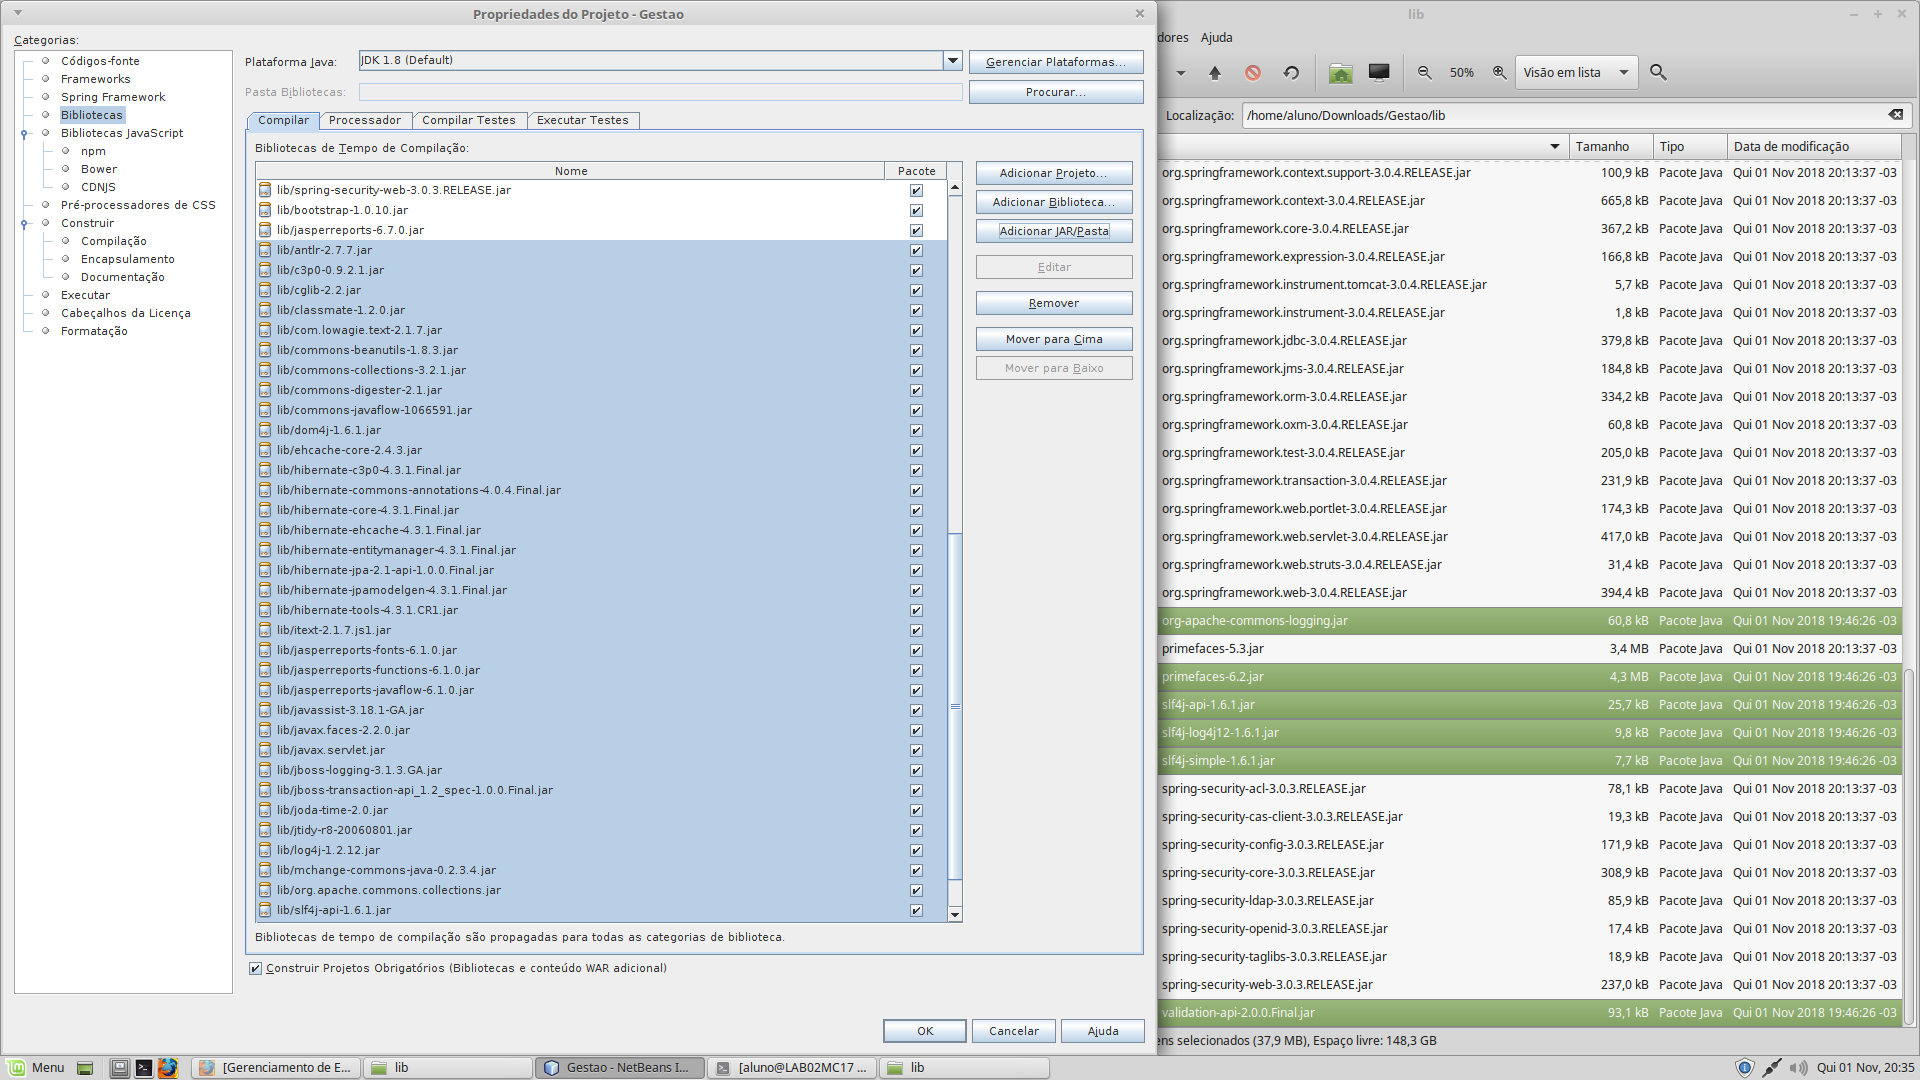 Propriedades do Projeto - Gestao
Categorias:
Códigos-fonte
Frameworks
Spring Framework
Bibliotecas
Bibliotecas JavaScript
npm
Bower
CDNJS
Pré-processadores de CSS
Construir
Compilação
Encapsulamento
Documentação
Executar
Cabeçalhos da Licença
Formatação
Plataforma Java: JDK 1.8 (Default) Gerenciar Plataformas...
Pasta Bibliotecas: Procurar...
Compilar Processador Compilar Testes Executar Testes
Bibliotecas de Tempo de Compilação:
Nome Pacote
lib/spring-security-web-3.0.3.RELEASE.jar
lib/bootstrap-1.0.10.jar
lib/jasperreports-6.7.0.jar
lib/antlr-2.7.7.jar
lib/c3p0-0.9.2.1.jar
lib/cglib-2.2.jar
lib/classmate-1.2.0.jar
lib/com.lowagie.text-2.1.7.jar
lib/commons-beanutils-1.8.3.jar
lib/commons-collections-3.2.1.jar
lib/commons-digester-2.1.jar
lib/commons-javaflow-1066591.jar
lib/dom4j-1.6.1.jar
lib/ehcache-core-2.4.3.jar
lib/hibernate-c3p0-4.3.1.Final.jar
lib/hibernate-commons-annotations-4.0.4.Final.jar
lib/hibernate-core-4.3.1.Final.jar
lib/hibernate-ehcache-4.3.1.Final.jar
lib/hibernate-entitymanager-4.3.1.Final.jar
lib/hibernate-jpa-2.1-api-1.0.0.Final.jar
lib/hibernate-jpamodelgen-4.3.1.Final.jar
lib/hibernate-tools-4.3.1.CR1.jar
lib/itext-2.1.7.js1.jar
lib/jasperreports-fonts-6.1.0.jar
lib/jasperreports-functions-6.1.0.jar
lib/jasperreports-javaflow-6.1.0.jar
lib/javassist-3.18.1-GA.jar
lib/javax.faces-2.2.0.jar
lib/javax.servlet.jar
lib/jboss-logging-3.1.3.GA.jar
lib/jboss-transaction-api_1.2_spec-1.0.0.Final.jar
lib/joda-time-2.0.jar
lib/jtidy-r8-20060801.jar
lib/log4j-1.2.12.jar
lib/mchange-commons-java-0.2.3.4.jar
lib/org.apache.commons.collections.jar
lib/slf4j-api-1.6.1.jar
Adicionar Projeto...
Adicionar Biblioteca...
Adicionar JAR/Pasta
Editar
Remover
Mover para Cima
Mover para Baixo
Bibliotecas de tempo de compilação são propagadas para todas as categorias de biblioteca.
Construir Projetos Obrigatórios (Bibliotecas e conteúdo WAR adicional)
OK Cancelar Ajuda
lib
dores Ajuda
50% Visão em lista
Localização: /home/aluno/Downloads/Gestao/lib
Tamanho Tipo Data de modificação
org.springframework.context.support-3.0.4.RELEASE.jar 100,9 kB Pacote Java Qui 01 Nov 2018 20:13:37 -03
org.springframework.context-3.0.4.RELEASE.jar 665,8 kB Pacote Java Qui 01 Nov 2018 20:13:37 -03
org.springframework.core-3.0.4.RELEASE.jar 367,2 kB Pacote Java Qui 01 Nov 2018 20:13:37 -03
org.springframework.expression-3.0.4.RELEASE.jar 166,8 kB Pacote Java Qui 01 Nov 2018 20:13:37 -03
org.springframework.instrument.tomcat-3.0.4.RELEASE.jar 5,7 kB Pacote Java Qui 01 Nov 2018 20:13:37 -03
org.springframework.instrument-3.0.4.RELEASE.jar 1,8 kB Pacote Java Qui 01 Nov 2018 20:13:37 -03
org.springframework.jdbc-3.0.4.RELEASE.jar 379,8 kB Pacote Java Qui 01 Nov 2018 20:13:37 -03
org.springframework.jms-3.0.4.RELEASE.jar 184,8 kB Pacote Java Qui 01 Nov 2018 20:13:37 -03
org.springframework.orm-3.0.4.RELEASE.jar 334,2 kB Pacote Java Qui 01 Nov 2018 20:13:37 -03
org.springframework.oxm-3.0.4.RELEASE.jar 60,8 kB Pacote Java Qui 01 Nov 2018 20:13:37 -03
org.springframework.test-3.0.4.RELEASE.jar 205,0 kB Pacote Java Qui 01 Nov 2018 20:13:37 -03
org.springframework.transaction-3.0.4.RELEASE.jar 231,9 kB Pacote Java Qui 01 Nov 2018 20:13:37 -03
org.springframework.web.portlet-3.0.4.RELEASE.jar 174,3 kB Pacote Java Qui 01 Nov 2018 20:13:37 -03
org.springframework.web.servlet-3.0.4.RELEASE.jar 417,0 kB Pacote Java Qui 01 Nov 2018 20:13:37 -03
org.springframework.web.struts-3.0.4.RELEASE.jar 31,4 kB Pacote Java Qui 01 Nov 2018 20:13:37 -03
org.springframework.web-3.0.4.RELEASE.jar 394,4 kB Pacote Java Qui 01 Nov 2018 20:13:37 -03
org-apache-commons-logging.jar 60,8 kB Pacote Java Qui 01 Nov 2018 19:46:26 -03
primefaces-5.3.jar 3,4 MB Pacote Java Qui 01 Nov 2018 20:13:37 -03
primefaces-6.2.jar 4,3 MB Pacote Java Qui 01 Nov 2018 19:46:26 -03
slf4j-api-1.6.1.jar 25,7 kB Pacote Java Qui 01 Nov 2018 19:46:26 -03
slf4j-log4j12-1.6.1.jar 9,8 kB Pacote Java Qui 01 Nov 2018 19:46:26 -03
slf4j-simple-1.6.1.jar 7,7 kB Pacote Java Qui 01 Nov 2018 19:46:26 -03
spring-security-acl-3.0.3.RELEASE.jar 78,1 kB Pacote Java Qui 01 Nov 2018 20:13:37 -03
spring-security-cas-client-3.0.3.RELEASE.jar 19,3 kB Pacote Java Qui 01 Nov 2018 20:13:37 -03
spring-security-config-3.0.3.RELEASE.jar 171,9 kB Pacote Java Qui 01 Nov 2018 20:13:37 -03
spring-security-core-3.0.3.RELEASE.jar 308,9 kB Pacote Java Qui 01 Nov 2018 20:13:37 -03
spring-security-ldap-3.0.3.RELEASE.jar 85,9 kB Pacote Java Qui 01 Nov 2018 20:13:37 -03
spring-security-openid-3.0.3.RELEASE.jar 17,4 kB Pacote Java Qui 01 Nov 2018 20:13:37 -03
spring-security-taglibs-3.0.3.RELEASE.jar 18,9 kB Pacote Java Qui 01 Nov 2018 20:13:37 -03
spring-security-web-3.0.3.RELEASE.jar 237,0 kB Pacote Java Qui 01 Nov 2018 20:13:37 -03
validation-api-2.0.0.Final.jar 93,1 kB Pacote Java Qui 01 Nov 2018 19:46:26 -03
ens selecionados (37,9 MB), Espaço livre: 148,3 GB
Menu [Gerenciamento de E... lib Gestao - NetBeans I... [aluno@LAB02MC17 ... lib Qui 01 Nov, 20:35